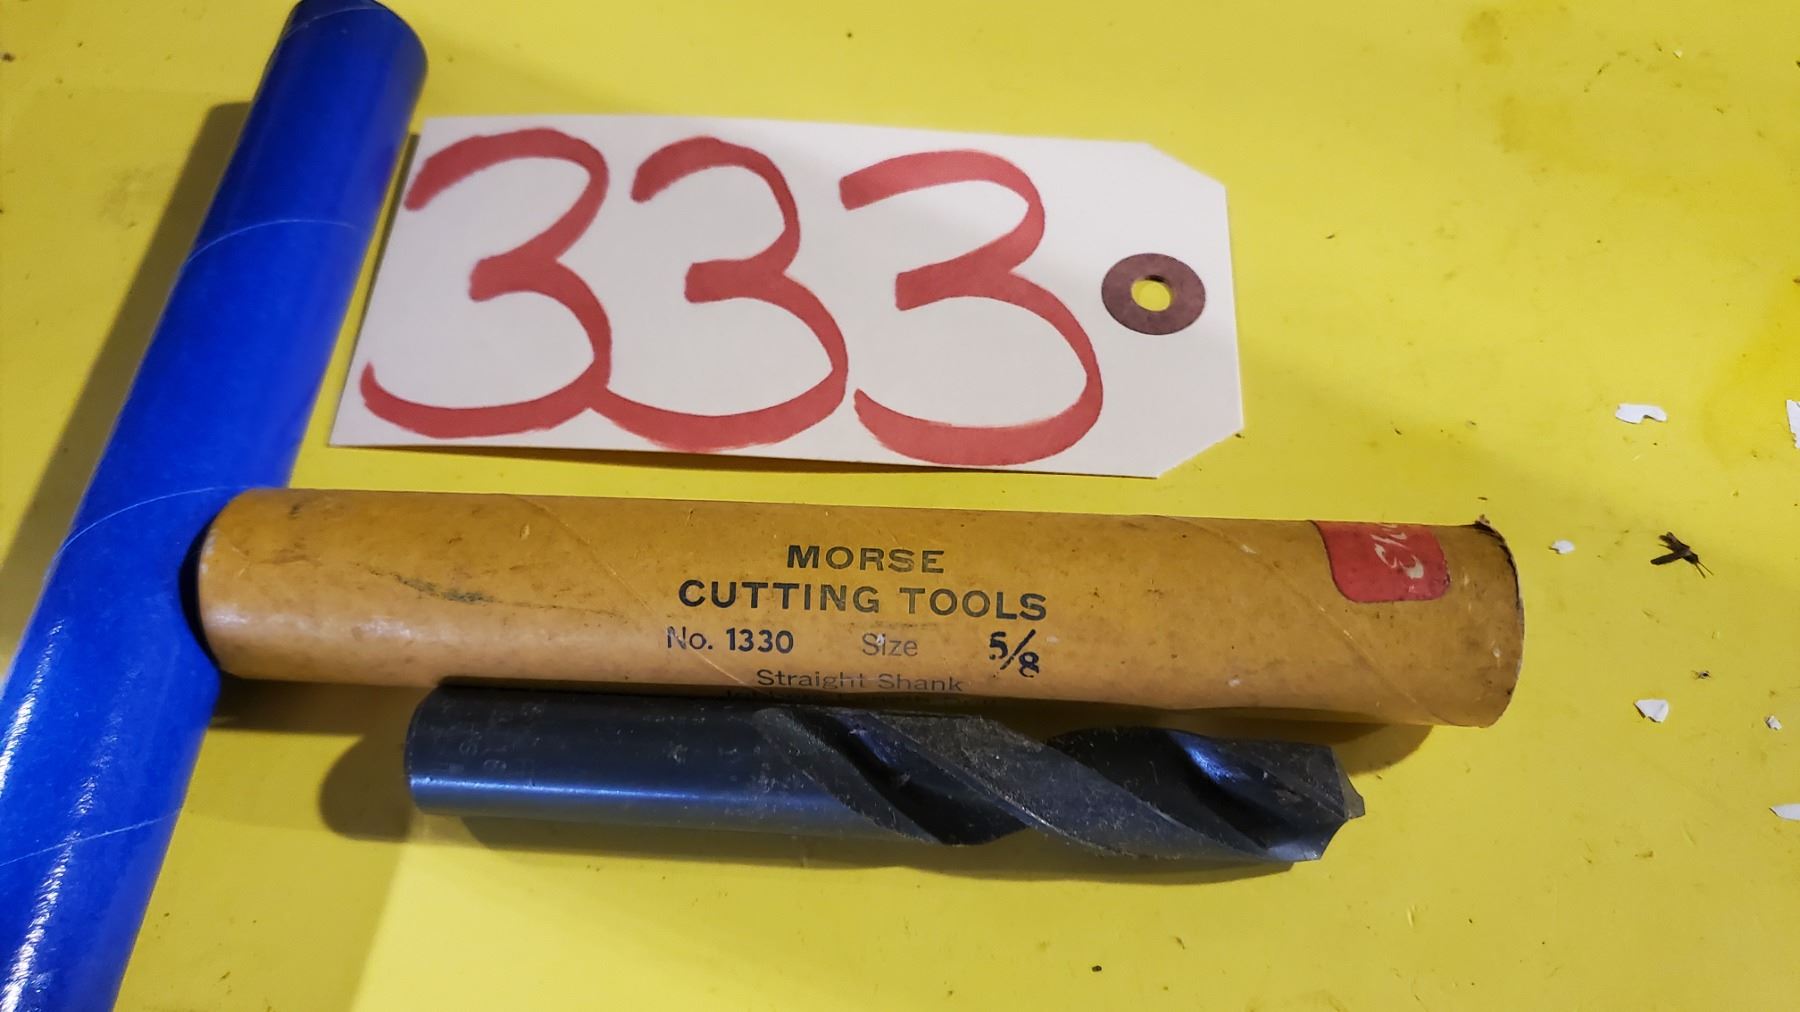 333
MORSE
CUTTING TOOLS
No. 1330 Size 5/8
Straight Shank